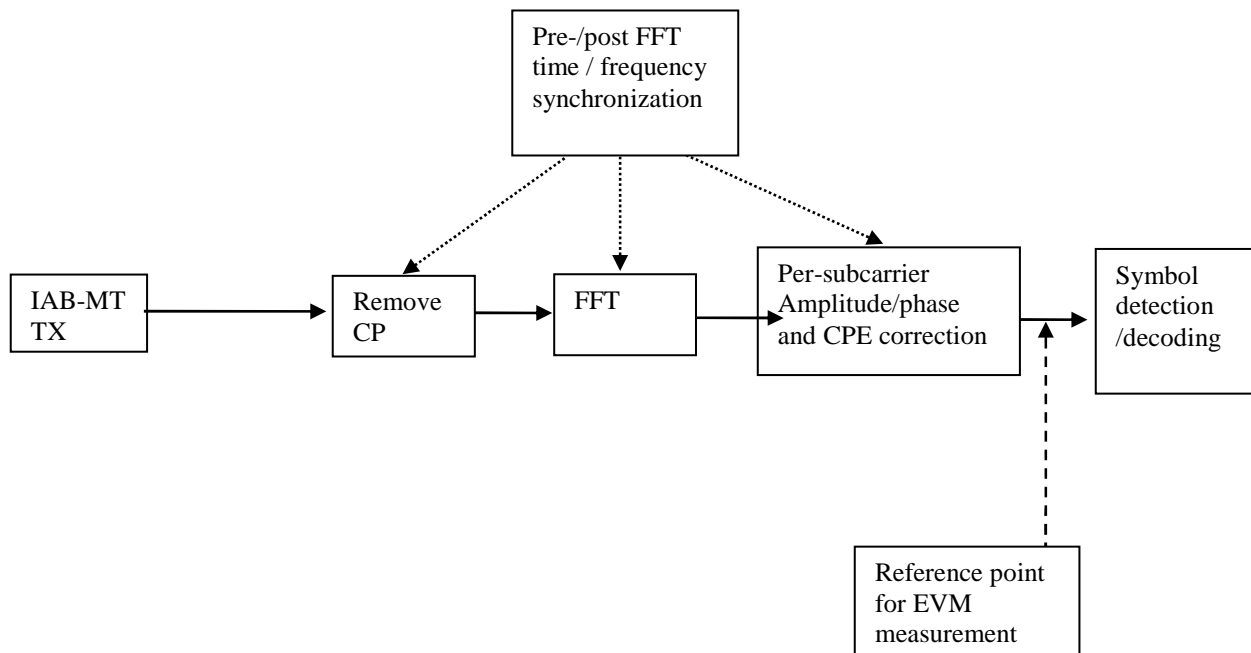 Pre-/post FFT
time / frequency
synchronization
IAB-MT
TX
Remove
CP
FFT
Per-subcarrier
Amplitude/phase
and CPE correction
Symbol
detection
/decoding
Reference point
for EVM
measurement